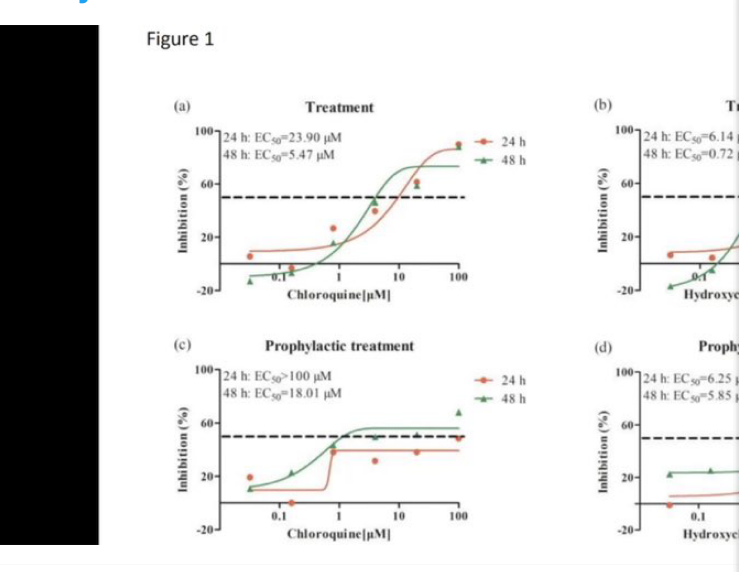 Figure 1
(a)
Treatment
24 h: EC50=23.90 μM
48 h: EC50=5.47 μM
24 h
48 h
Inhibition (%)
100
60
20
-20
0.1
1
10
100
Chloroquine[μM]
(b)
24 h: EC50=6.14
48 h: EC50=0.72
Inhibition (%)
100
60
20
-20
0.1
(c)
Prophylactic treatment
24 h: EC50>100 μM
48 h: EC50=18.01 μM
24 h
48 h
Inhibition (%)
100
60
20
-20
0.1
1
10
100
Chloroquine[μM]
(d)
24 h: EC50=6.25
48 h: EC50=5.85
Inhibition (%)
100
60
20
-20
0.1